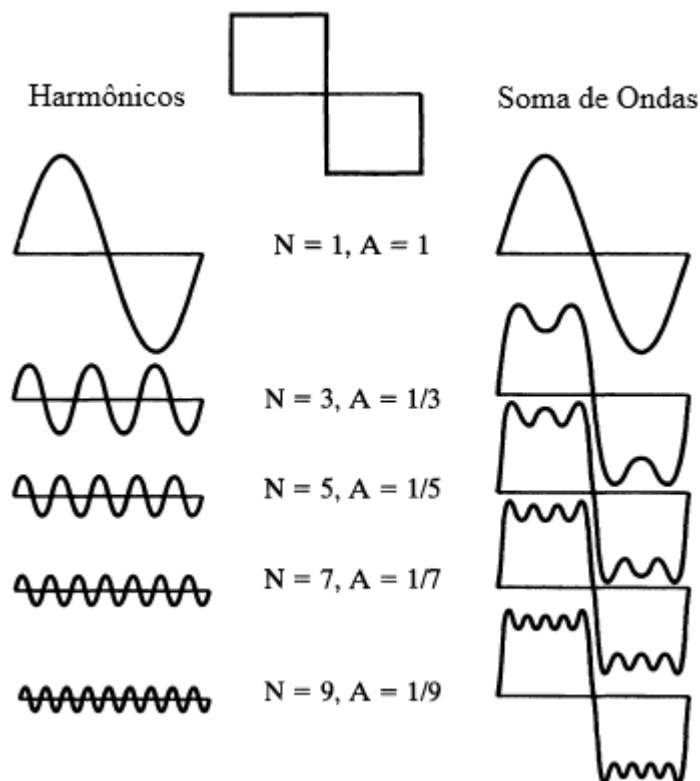 Harmônicos
Soma de Ondas
N = 1, A = 1
N = 3, A = 1/3
N = 5, A = 1/5
N = 7, A = 1/7
N = 9, A = 1/9